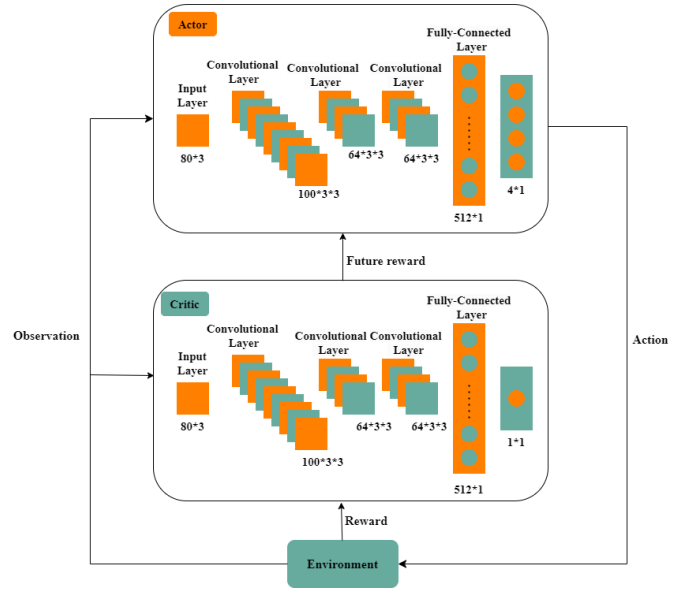 Actor
Fully-Connected
Layer
Convolutional
Layer
Convolutional
Layer
Convolutional
Layer
Input
Layer
80*3
100*3*3
64*3*3
64*3*3
512*1
4*1
Future reward
Critic
Fully-Connected
Layer
Convolutional
Layer
Convolutional
Layer
Convolutional
Layer
Input
Layer
80*3
100*3*3
64*3*3
64*3*3
512*1
1*1
Observation
Action
Reward
Environment